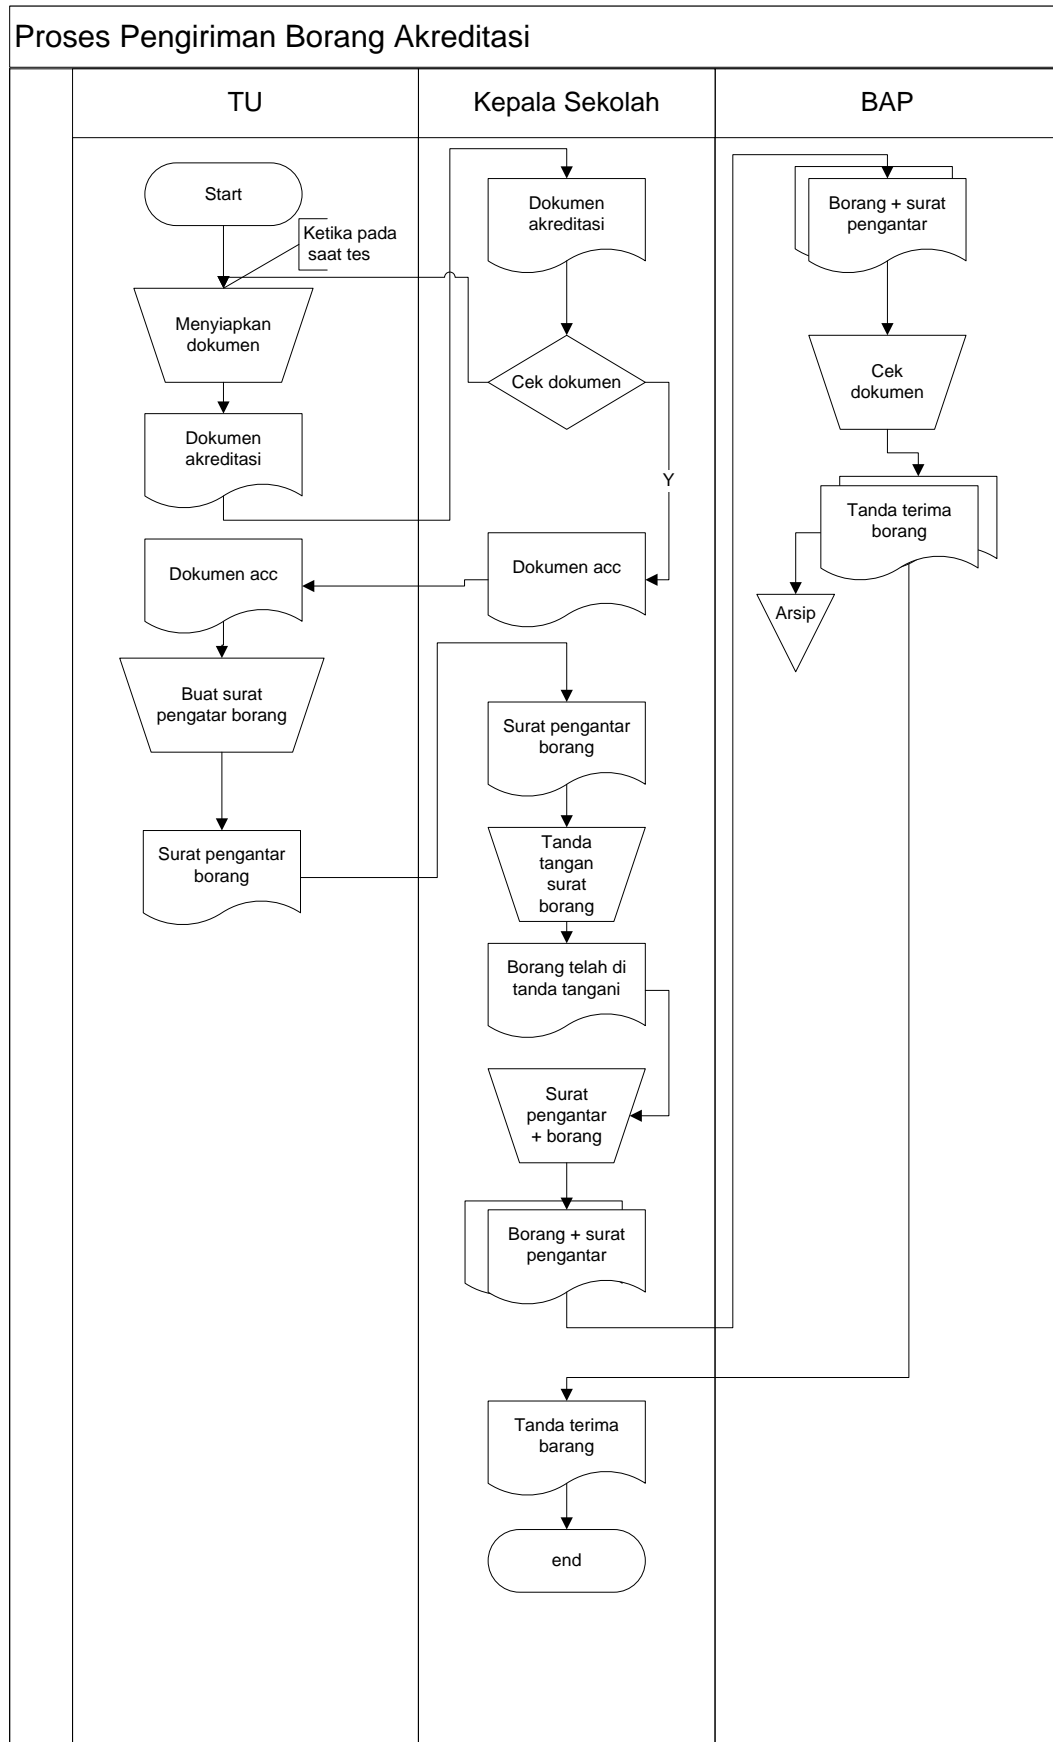 Proses Pengiriman Borang Akreditasi
TU
Kepala Sekolah
BAP
Start
Ketika pada
saat tes
Menyiapkan
dokumen
Dokumen
akreditasi
Dokumen acc
Buat surat
pengatar borang
Surat pengantar
borang
Dokumen
akreditasi
Cek dokumen
Y
Dokumen acc
Surat pengantar
borang
Tanda
tangan
surat
borang
Borang telah di
tanda tangani
Surat
pengantar
+ borang
Borang + surat
pengantar
Tanda terima
barang
end
Borang + surat
pengantar
Cek
dokumen
Tanda terima
borang
Arsip